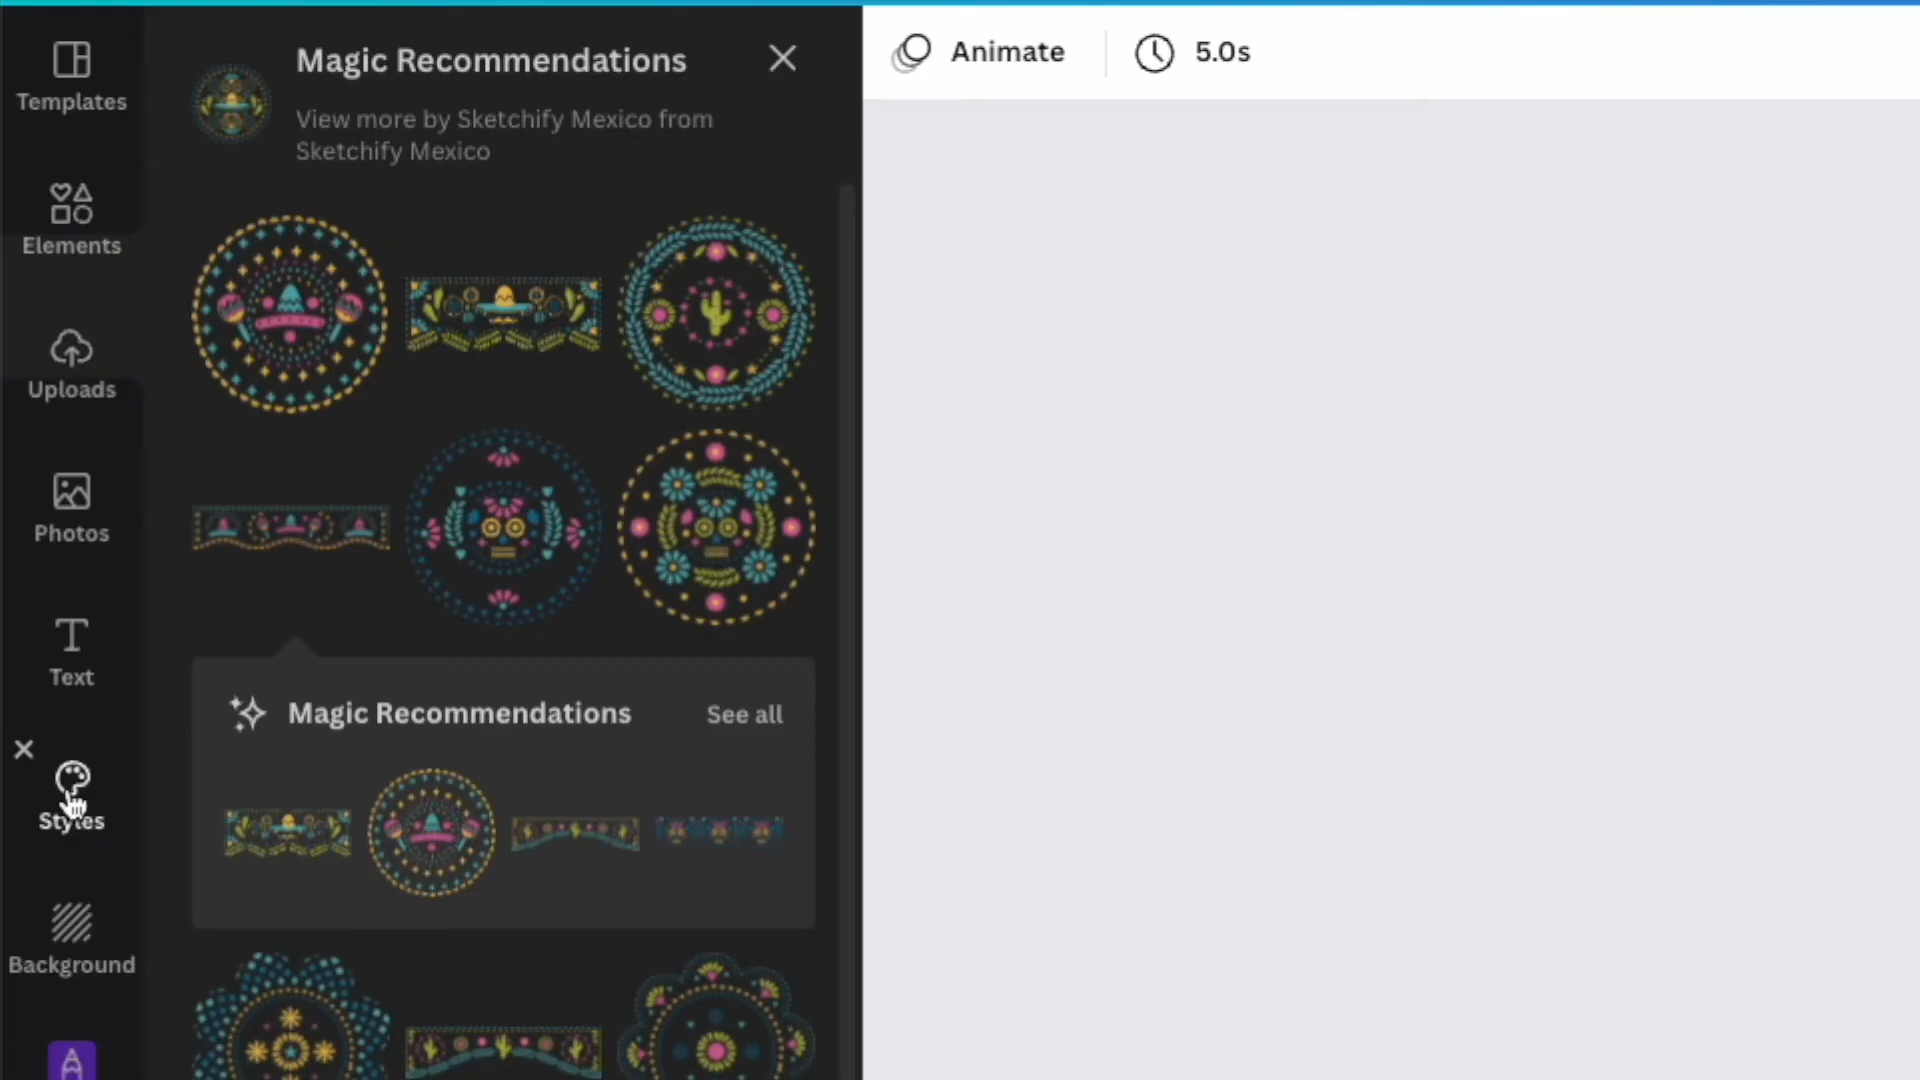 Templates
Elements
Uploads
Photos
Text
Styles
Background
Magic Recommendations
View more by Sketchify Mexico from
Sketchify Mexico
Magic Recommendations
See all
Animate
5.0s